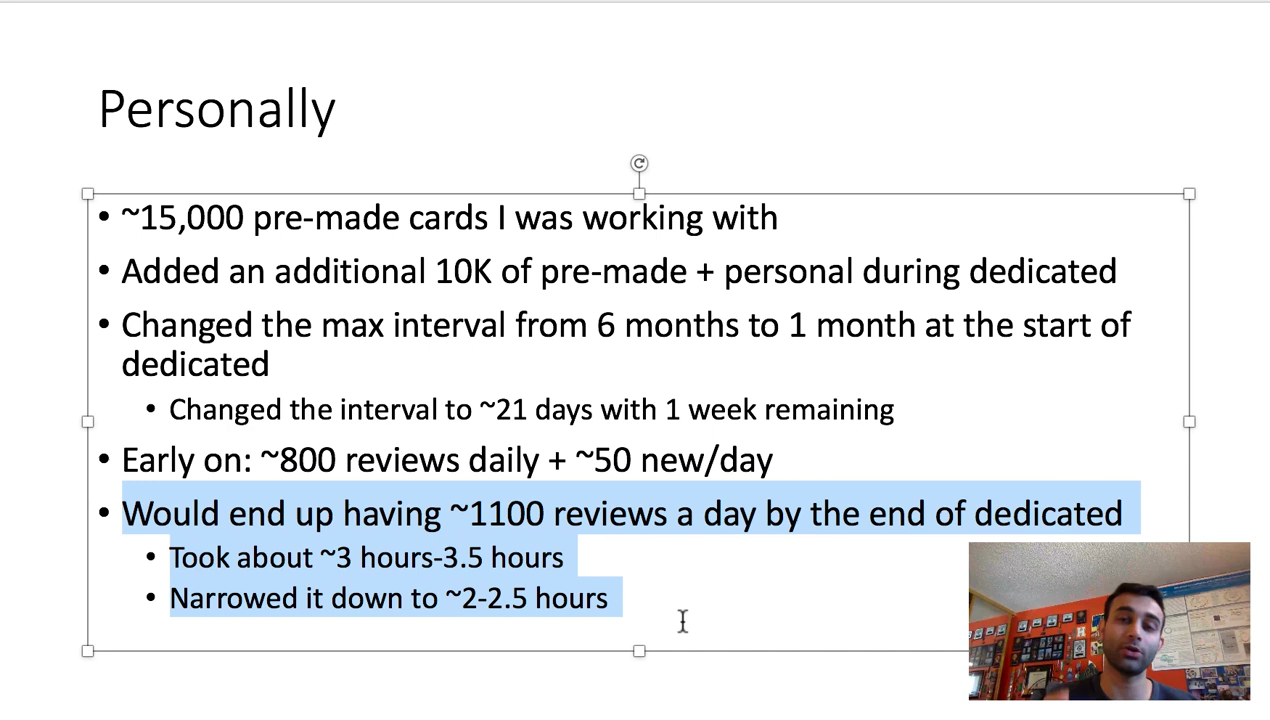 Personally
• ~15,000 pre-made cards I was working with
• Added an additional 10K of pre-made + personal during dedicated
• Changed the max interval from 6 months to 1 month at the start of
dedicated
• Changed the interval to ~21 days with 1 week remaining
• Early on: ~800 reviews daily + ~50 new/day
• Would end up having ~1100 reviews a day by the end of dedicated
• Took about ~3 hours-3.5 hours
• Narrowed it down to ~2-2.5 hours